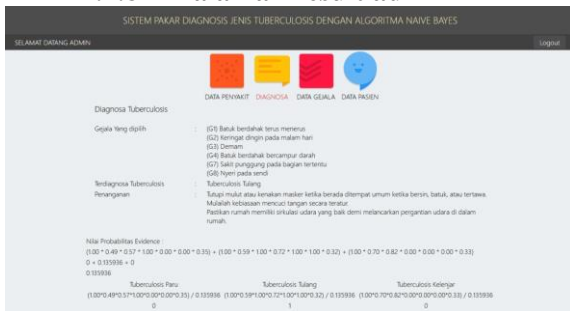 SISTEM PAKAR DIAGNOSIS JENIS TUBERCULOSIS DENGAN ALGORITMA NAIVE BAYES
SELAMAT DATANG ADMIN
Logout
DATA PENYAKIT DIAGNOSA DATA GEJALA DATA PASIEN
Diagnosa Tuberculosis
Gejala Yang dipilih : (G1) Batuk berdahak terus menerus
(G2) Keringat dingin pada malam hari
(G3) Demam
(G4) Batuk berdahak bercampur darah
(G7) Sakit punggung pada bagian tertentu
(G8) Nyeri pada sendi
Terdiagnosa Tuberculosis : Tuberculosis Tulang
Penanganan : Tutupi mulut atau kenakan masker ketika berada ditempat umum ketika bersin, batuk, atau tertawa.
Mulailah kebiasaan mencuci tangan secara teratur.
Pastikan rumah memiliki sirkulasi udara yang baik demi melancarkan pergantian udara di dalam
rumah.
Nilai Probabilitas Evidence :
(1.00 * 0.49 * 0.57 * 1.00 * 0.00 * 0.00 * 0.35) + (1.00 * 0.59 * 1.00 * 0.72 * 1.00 * 1.00 * 0.32) + (1.00 * 0.70 * 0.82 * 0.00 * 0.00 * 0.00 * 0.33)
0 + 0.135936 + 0
0.135936
Tuberculosis Paru Tuberculosis Tulang Tuberculosis Kelenjar
(1.00*0.49*0.57*1.00*0.00*0.00*0.35) / 0.135936 (1.00*0.59*1.00*0.72*1.00*1.00*0.32) / 0.135936 (1.00*0.70*0.82*0.00*0.00*0.00*0.33) / 0.135936
0 1 0